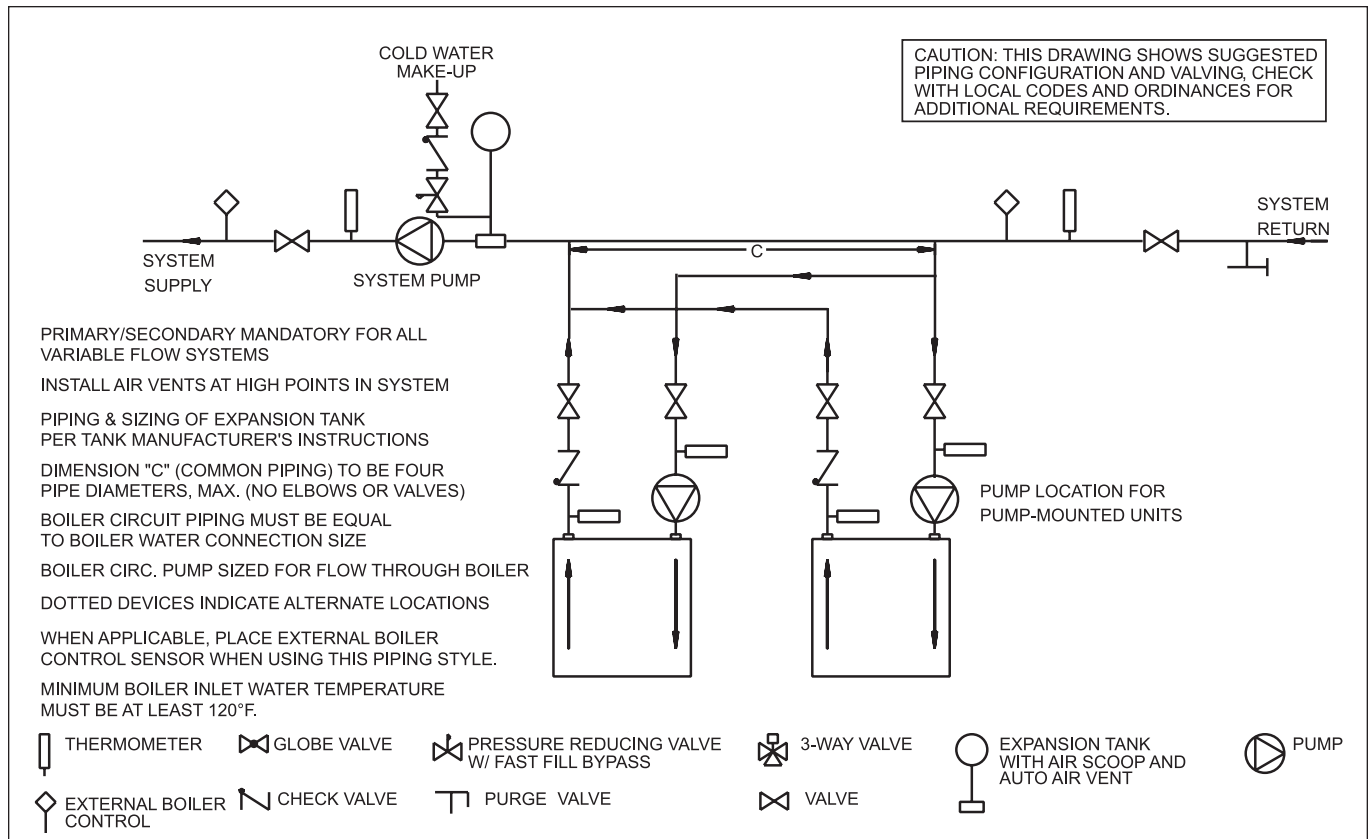 COLD WATER
MAKE-UP
CAUTION: THIS DRAWING SHOWS SUGGESTED
PIPING CONFIGURATION AND VALVING, CHECK
WITH LOCAL CODES AND ORDINANCES FOR
ADDITIONAL REQUIREMENTS.
SYSTEM
RETURN
SYSTEM
SUPPLY
SYSTEM PUMP
C
PRIMARY/SECONDARY MANDATORY FOR ALL
VARIABLE FLOW SYSTEMS
INSTALL AIR VENTS AT HIGH POINTS IN SYSTEM
PIPING & SIZING OF EXPANSION TANK
PER TANK MANUFACTURER'S INSTRUCTIONS
DIMENSION "C" (COMMON PIPING) TO BE FOUR
PIPE DIAMETERS, MAX. (NO ELBOWS OR VALVES)
BOILER CIRCUIT PIPING MUST BE EQUAL
TO BOILER WATER CONNECTION SIZE
BOILER CIRC. PUMP SIZED FOR FLOW THROUGH BOILER
DOTTED DEVICES INDICATE ALTERNATE LOCATIONS
WHEN APPLICABLE, PLACE EXTERNAL BOILER
CONTROL SENSOR WHEN USING THIS PIPING STYLE.
MINIMUM BOILER INLET WATER TEMPERATURE
MUST BE AT LEAST 120°F.
PUMP LOCATION FOR
PUMP-MOUNTED UNITS
THERMOMETER
GLOBE VALVE
PRESSURE REDUCING VALVE
W/ FAST FILL BYPASS
3-WAY VALVE
EXPANSION TANK
WITH AIR SCOOP AND
AUTO AIR VENT
PUMP
EXTERNAL BOILER
CONTROL
CHECK VALVE
PURGE VALVE
VALVE